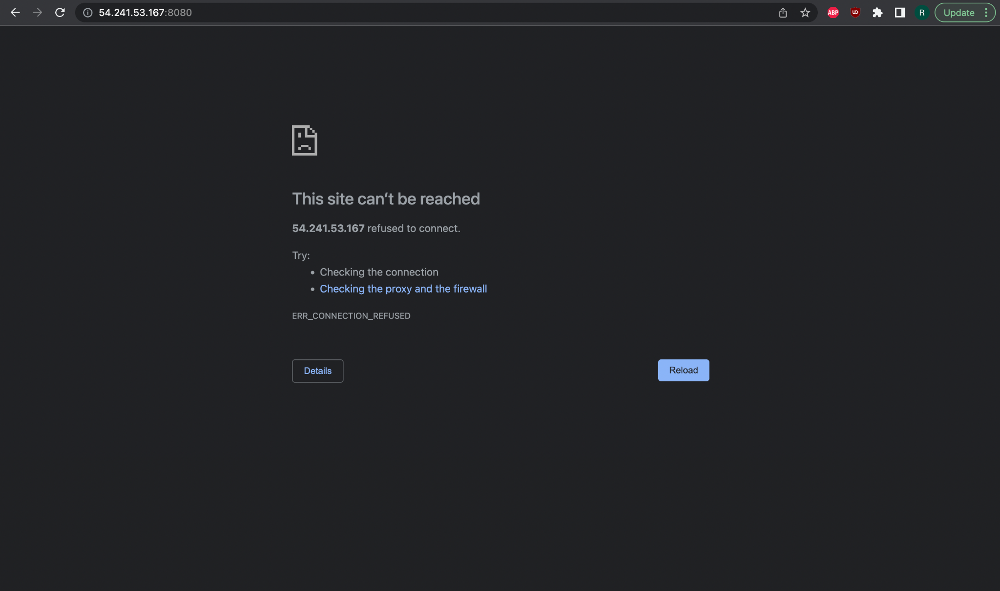 54.241.53.167:8080
ABP
UO
R
Update
This site can’t be reached
54.241.53.167 refused to connect.
Try:
• Checking the connection
• Checking the proxy and the firewall
ERR_CONNECTION_REFUSED
Details
Reload